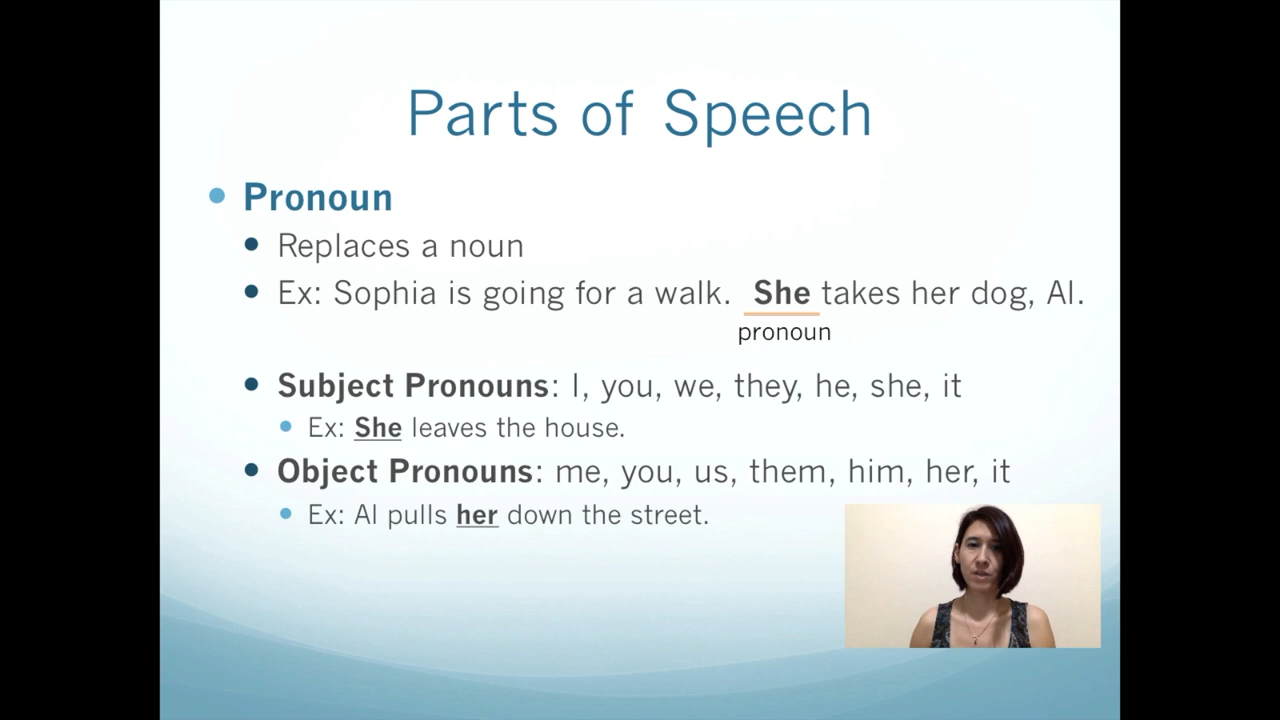 Parts of Speech
Pronoun
Replaces a noun
Ex: Sophia is going for a walk. She takes her dog, Al.
pronoun
Subject Pronouns: I, you, we, they, he, she, it
Ex: She leaves the house.
Object Pronouns: me, you, us, them, him, her, it
Ex: Al pulls her down the street.